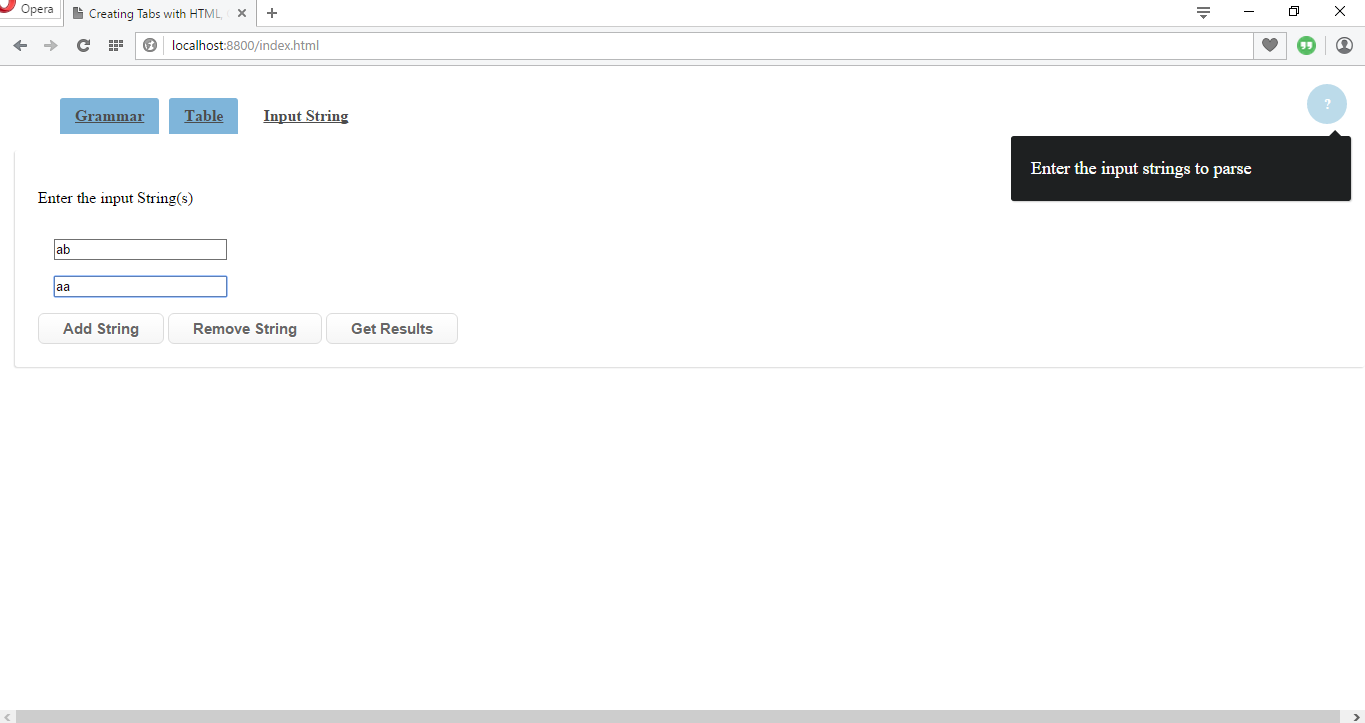 Opera
Creating Tabs with HTML,
localhost:8800/index.html
Grammar Table Input String
?
Enter the input strings to parse
Enter the input String(s)
ab
aa
Add String Remove String Get Results